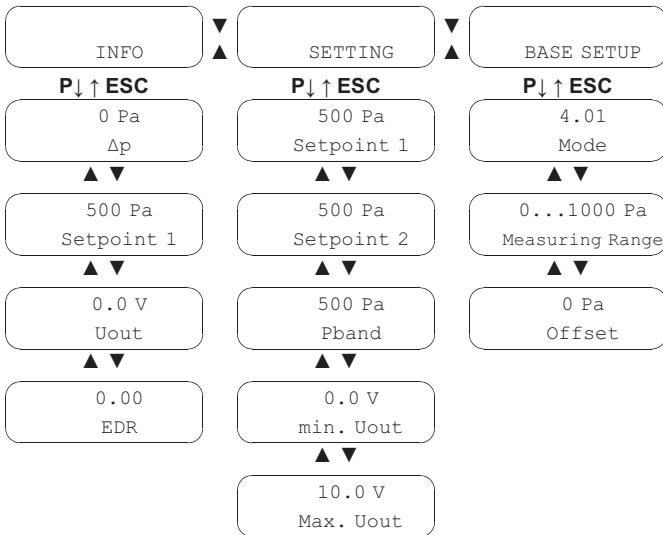 INFO
SETTING
BASE SETUP
P↓ ↑ ESC
P↓ ↑ ESC
P↓ ↑ ESC
0 Pa
Δp
500 Pa
Setpoint 1
4.01
Mode
500 Pa
Setpoint 1
500 Pa
Setpoint 2
0...1000 Pa
Measuring Range
0.0 V
Uout
500 Pa
Pband
0 Pa
Offset
0.00
EDR
0.0 V
min. Uout
10.0 V
Max. Uout